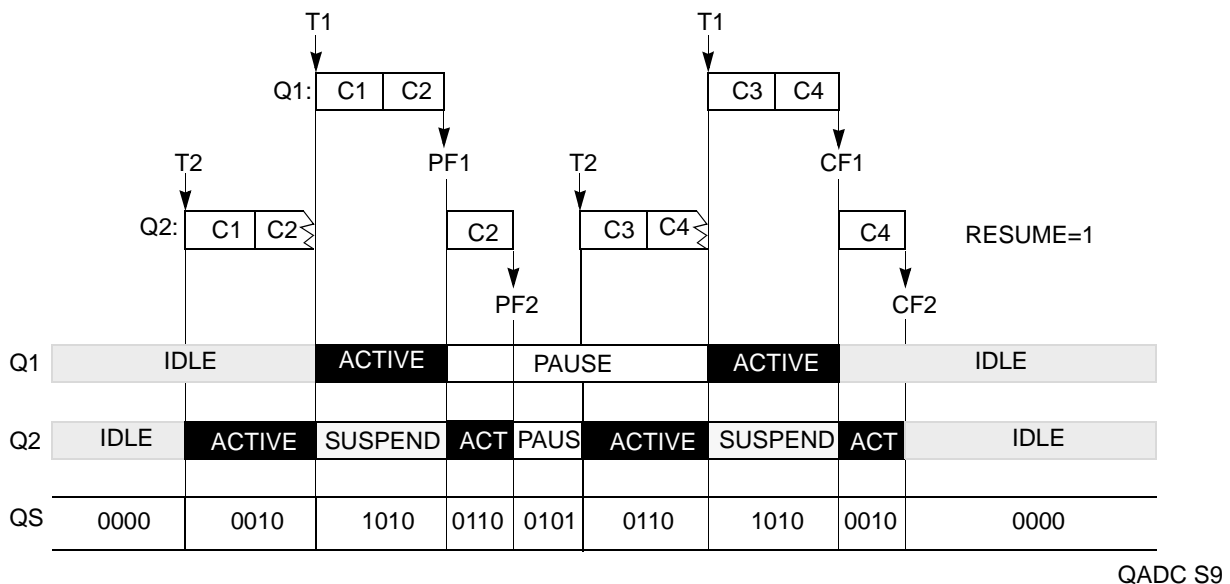 T1 T1
Q1: C1 C2 C3 C4
T2 PF1 T2 CF1
Q2: C1 C2 C2 C3 C4 C4 RESUME=1
PF2 CF2
Q1 IDLE ACTIVE PAUSE ACTIVE IDLE
Q2 IDLE ACTIVE SUSPEND ACT PAUS ACTIVE SUSPEND ACT IDLE
QS 0000 0010 1010 0110 0101 0110 1010 0010 0000
QADC S9